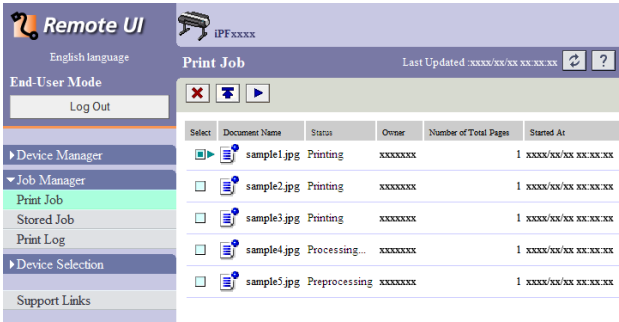 Remote UI
English language
End-User Mode
Log Out
Device Manager
Job Manager
Print Job
Stored Job
Print Log
Device Selection
Support Links
iPFxxxx
Print Job Last Updated :xxxx/xx/xx xx:xx:xx ?
Select Document Name Status Owner Number of Total Pages Started At
sample1.jpg Printing xxxxxxx 1 xxxx/xx/xx xx:xx:xx
sample2.jpg Printing xxxxxxx 1 xxxx/xx/xx xx:xx:xx
sample3.jpg Printing xxxxxxx 1 xxxx/xx/xx xx:xx:xx
sample4.jpg Processing... xxxxxxx 1 xxxx/xx/xx xx:xx:xx
sample5.jpg Preprocessing xxxxxxx 1 xxxx/xx/xx xx:xx:xx